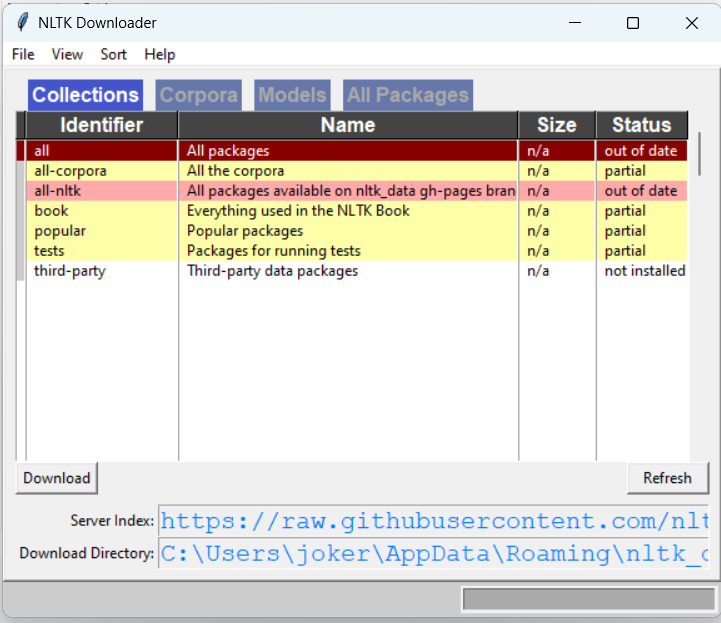 NLTK Downloader
File View Sort Help
Collections Corpora Models All Packages
Identifier Name Size Status
all All packages n/a out of date
all-corpora All the corpora n/a partial
all-nltk All packages available on nltk_data gh-pages bran n/a out of date
book Everything used in the NLTK Book n/a partial
popular Popular packages n/a partial
tests Packages for running tests n/a partial
third-party Third-party data packages n/a not installed
Download Refresh
Server Index: https://raw.githubusercontent.com/nlt
Download Directory: C:\Users\joker\AppData\Roaming\nltk_